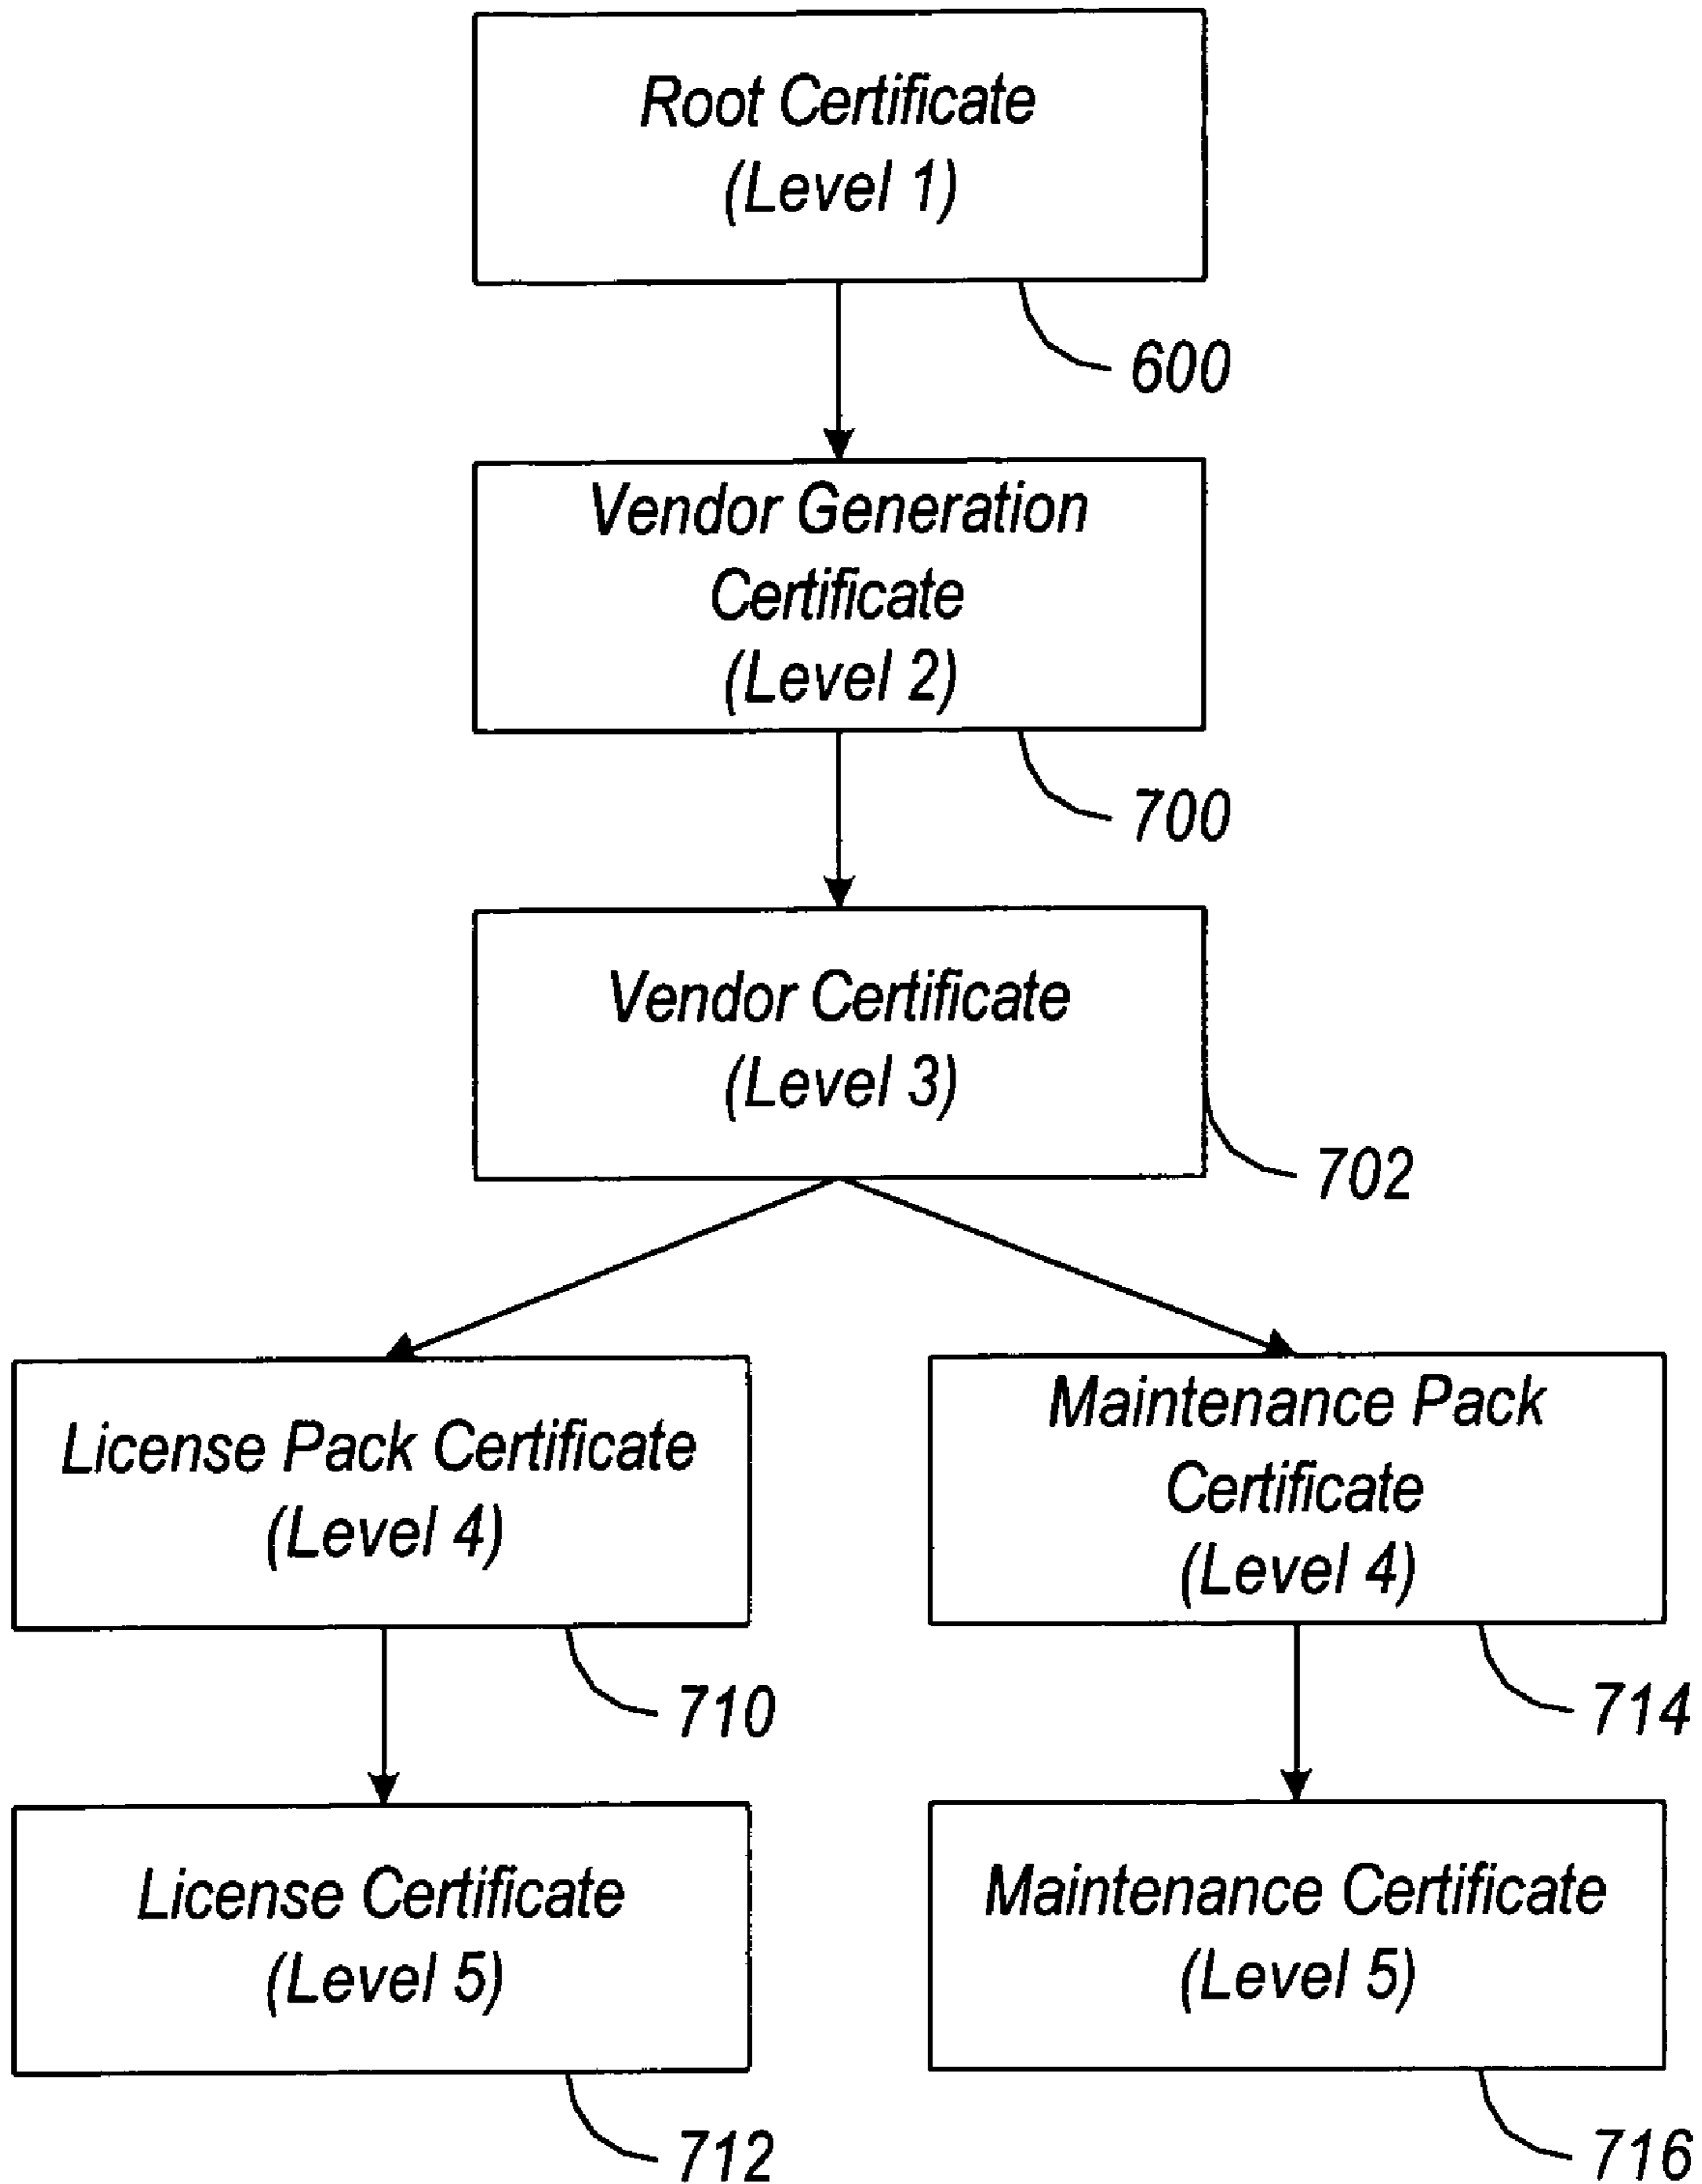 Root Certificate
(Level 1)
600
Vendor Generation
Certificate
(Level 2)
700
Vendor Certificate
(Level 3)
702
License Pack Certificate
(Level 4)
710
Maintenance Pack
Certificate
(Level 4)
714
License Certificate
(Level 5)
712
Maintenance Certificate
(Level 5)
716